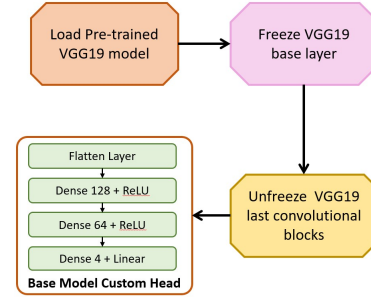 Load Pre-trained
VGG19 model
Freeze VGG19
base layer
Unfreeze VGG19
last convolutional
blocks
Flatten Layer
Dense 128 + ReLU
Dense 64 + ReLU
Dense 4 + Linear
Base Model Custom Head